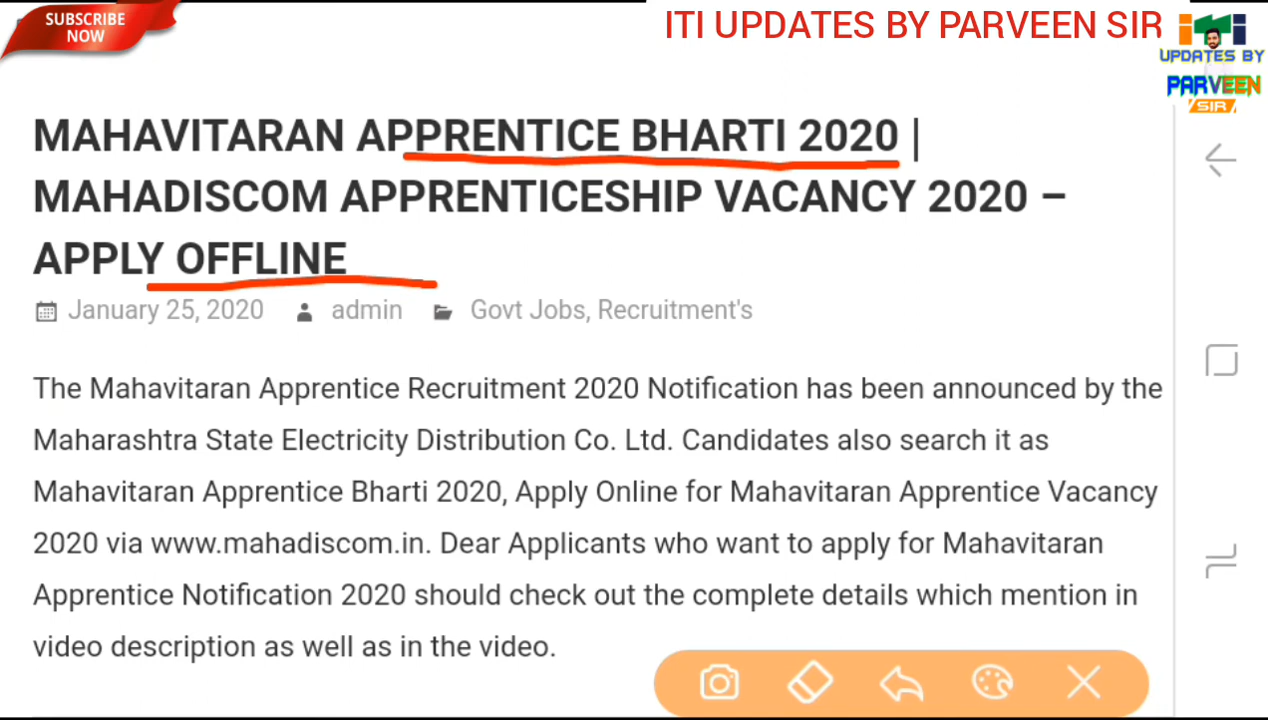 SUBSCRIBE
NOW
ITI UPDATES BY PARVEEN SIR
iTi
UPDATES BY
PARVEEN
SIR
MAHAVITARAN APPRENTICE BHARTI 2020 |
MAHADISCOM APPRENTICESHIP VACANCY 2020 –
APPLY OFFLINE
January 25, 2020 admin Govt Jobs, Recruitment's
The Mahavitaran Apprentice Recruitment 2020 Notification has been announced by the
Maharashtra State Electricity Distribution Co. Ltd. Candidates also search it as
Mahavitaran Apprentice Bharti 2020, Apply Online for Mahavitaran Apprentice Vacancy
2020 via www.mahadiscom.in. Dear Applicants who want to apply for Mahavitaran
Apprentice Notification 2020 should check out the complete details which mention in
video description as well as in the video.